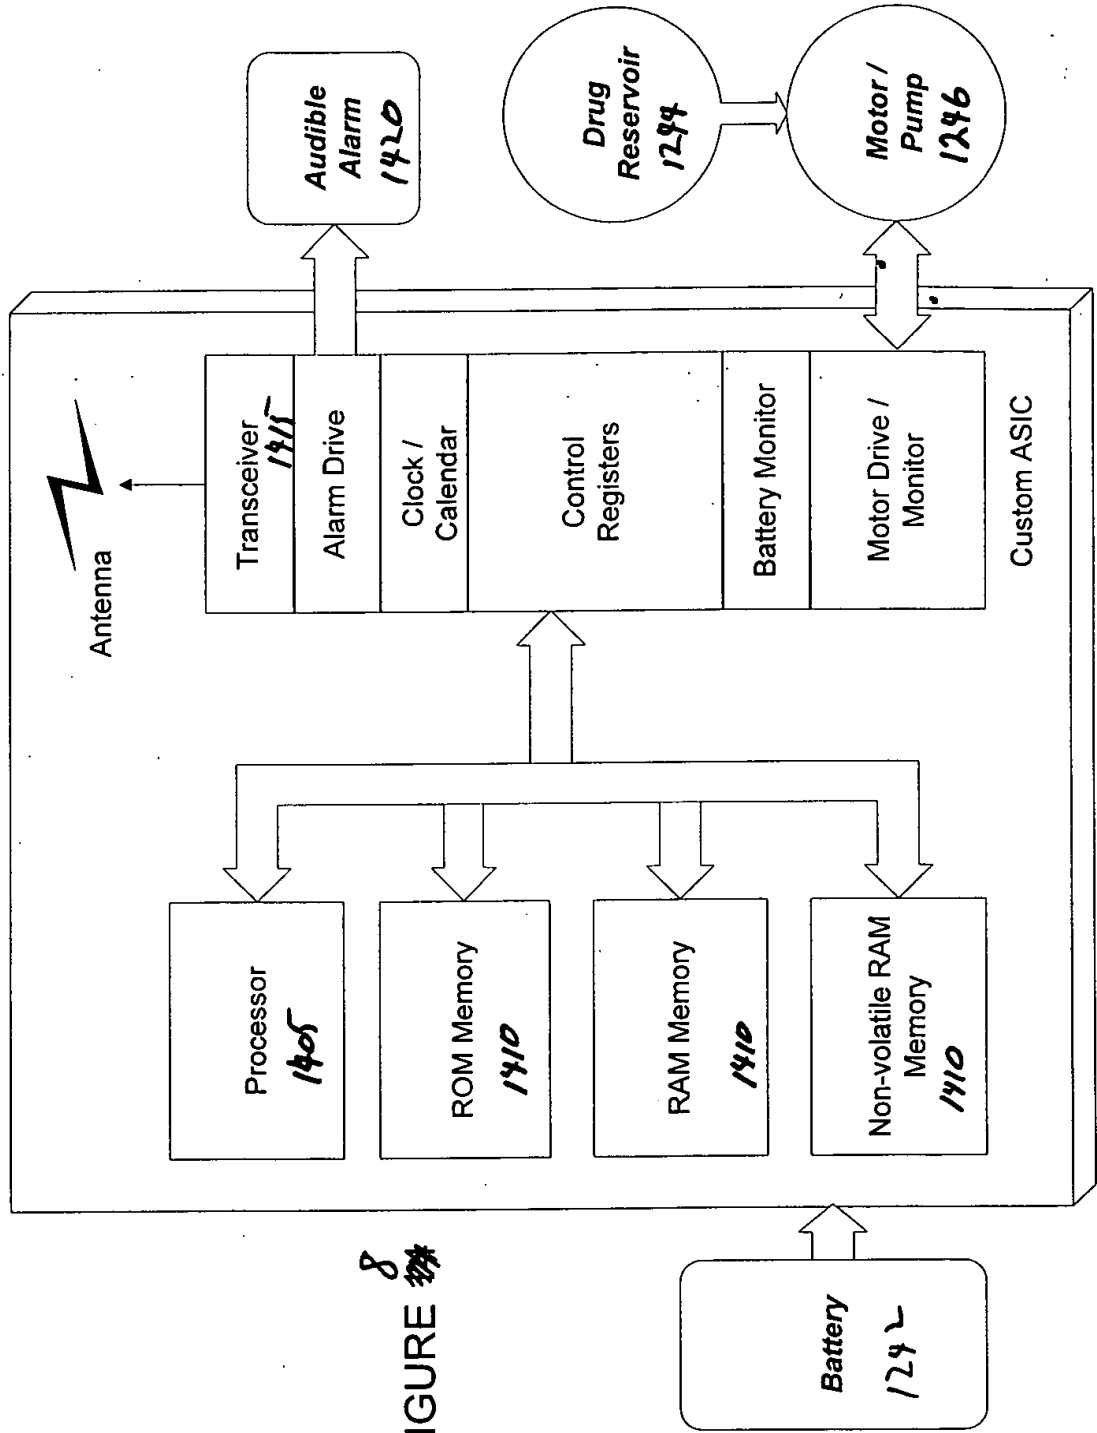 Antenna
Transceiver
1415
Alarm Drive
Clock /
Calendar
Control
Registers
Battery Monitor
Motor Drive /
Monitor
Custom ASIC
Audible
Alarm
1420
Drug
Reservoir
1244
Motor /
Pump
1246
Processor
1405
ROM Memory
1410
RAM Memory
1410
Non-volatile RAM
Memory
1410
Battery
1242
IGURE 8